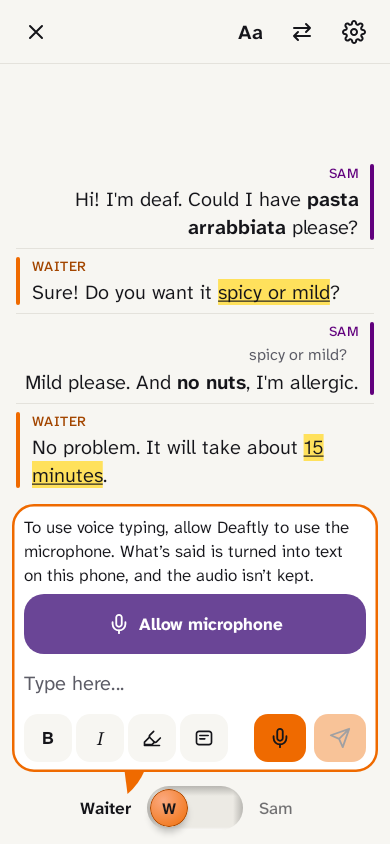 Aa
SAM
Hi! I'm deaf. Could I have pasta
arrabbiata please?
WAITER
Sure! Do you want it spicy or mild?
SAM
spicy or mild?
Mild please. And no nuts, I'm allergic.
WAITER
No problem. It will take about 15
minutes.
To use voice typing, allow Deaftly to use the
microphone. What’s said is turned into text
on this phone, and the audio isn’t kept.
Allow microphone
Type here...
B I
Waiter W Sam